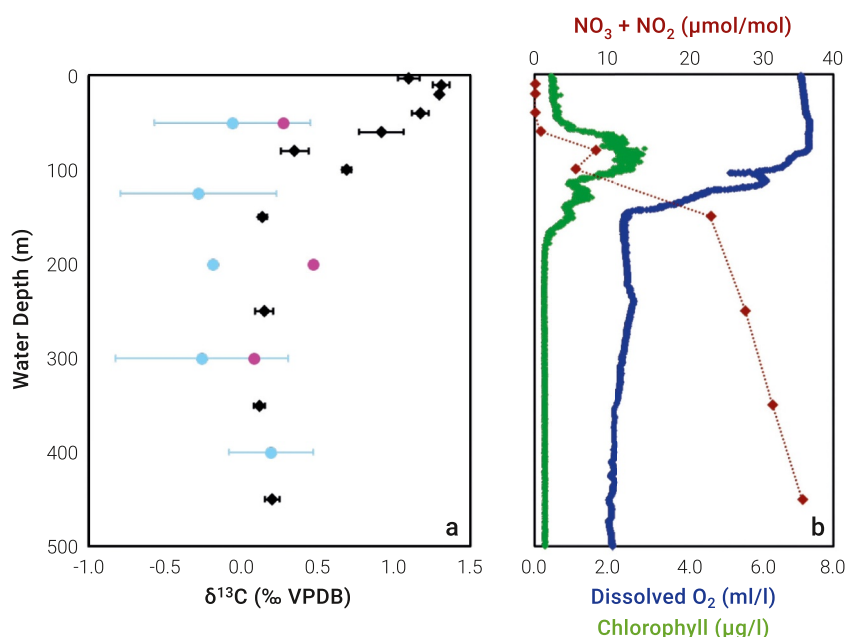 NO₃ + NO₂ (μmol/mol)
0 10 20 30 40
0
100
200
300
400
500
Water Depth (m)
a
b
-1.0 -0.5 0.0 0.5 1.0 1.5
0.0 2.0 4.0 6.0 8.0
δ¹³C (‰ VPDB)
Dissolved O₂ (ml/l)
Chlorophyll (μg/l)